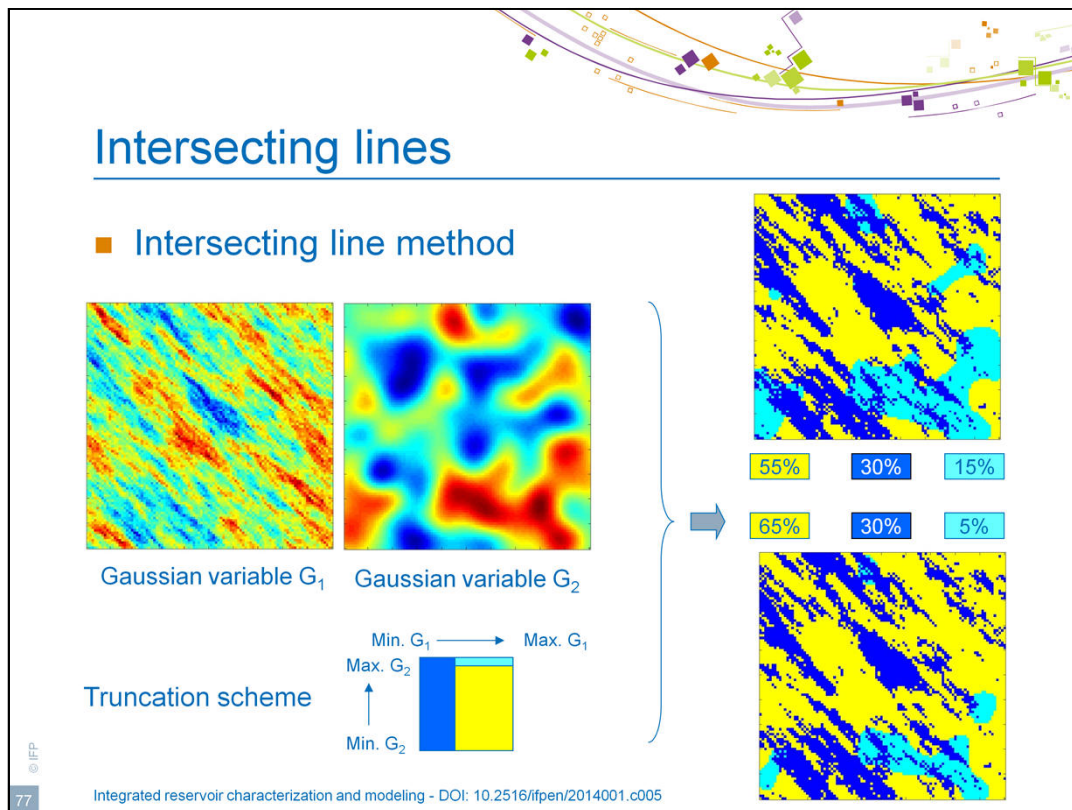 Intersecting lines
Intersecting line method
55% 30% 15%
65% 30% 5%
Gaussian variable G₁ Gaussian variable G₂
Min. G₁ Max. G₁
Max. G₂
Truncation scheme
Min. G₂
© IFP
77
Integrated reservoir characterization and modeling - DOI: 10.2516/ifpen/2014001.c005